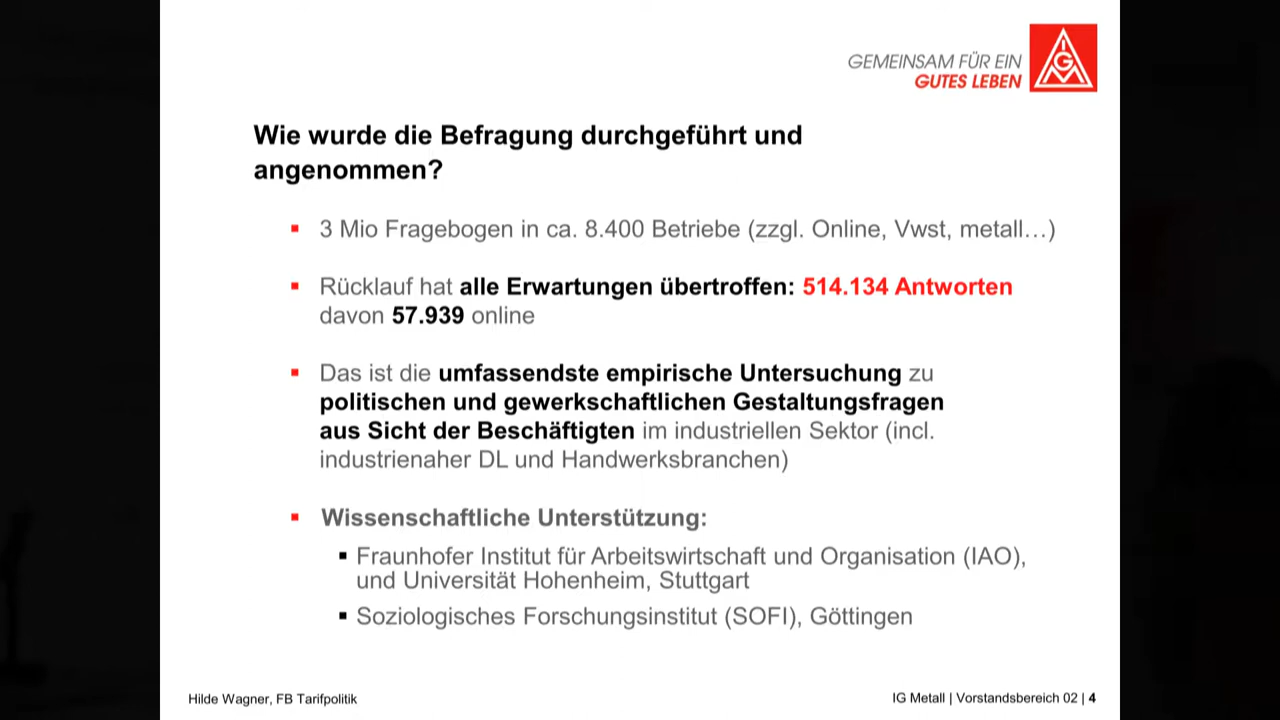 GEMEINSAM FÜR EIN
GUTES LEBEN
IGM
Wie wurde die Befragung durchgeführt und
angenommen?
▪ 3 Mio Fragebogen in ca. 8.400 Betriebe (zzgl. Online, Vwst, metall…)
▪ Rücklauf hat alle Erwartungen übertroffen: 514.134 Antworten
davon 57.939 online
▪ Das ist die umfassendste empirische Untersuchung zu
politischen und gewerkschaftlichen Gestaltungsfragen
aus Sicht der Beschäftigten im industriellen Sektor (incl.
industrienaher DL und Handwerksbranchen)
▪ Wissenschaftliche Unterstützung:
▪ Fraunhofer Institut für Arbeitswirtschaft und Organisation (IAO),
und Universität Hohenheim, Stuttgart
▪ Soziologisches Forschungsinstitut (SOFI), Göttingen
Hilde Wagner, FB Tarifpolitik
IG Metall | Vorstandsbereich 02 | 4